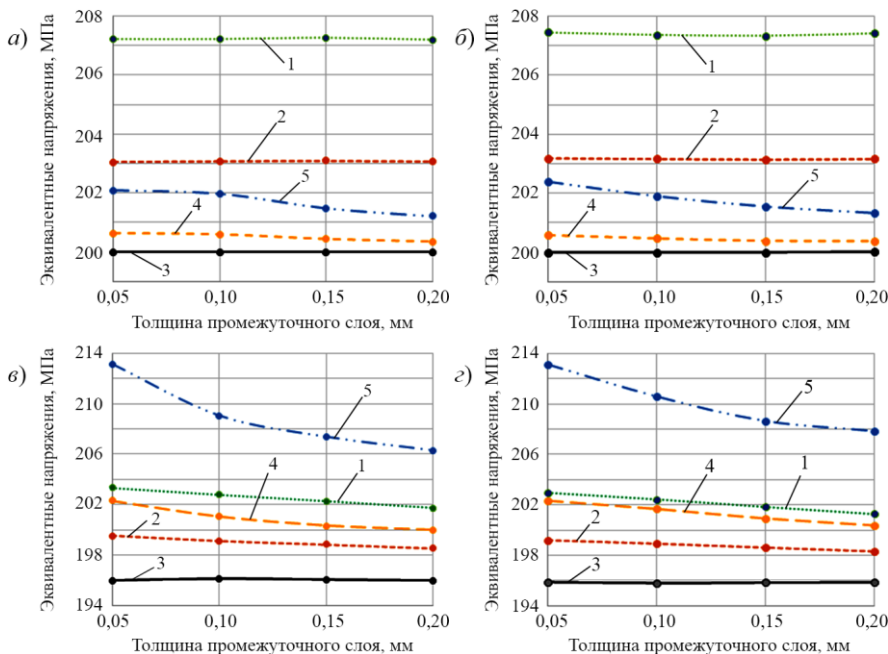 а)
Эквивалентные напряжения, МПа
208
206
204
202
200
1
2
5
4
3
0,05 0,10 0,15 0,20
Толщина промежуточного слоя, мм
б)
Эквивалентные напряжения, МПа
208
206
204
202
200
1
2
5
4
3
0,05 0,10 0,15 0,20
Толщина промежуточного слоя, мм
в)
Эквивалентные напряжения, МПа
214
210
206
202
198
194
5
4
1
2
3
0,05 0,10 0,15 0,20
Толщина промежуточного слоя, мм
г)
Эквивалентные напряжения, МПа
214
210
206
202
198
194
5
4
1
2
3
0,05 0,10 0,15 0,20
Толщина промежуточного слоя, мм